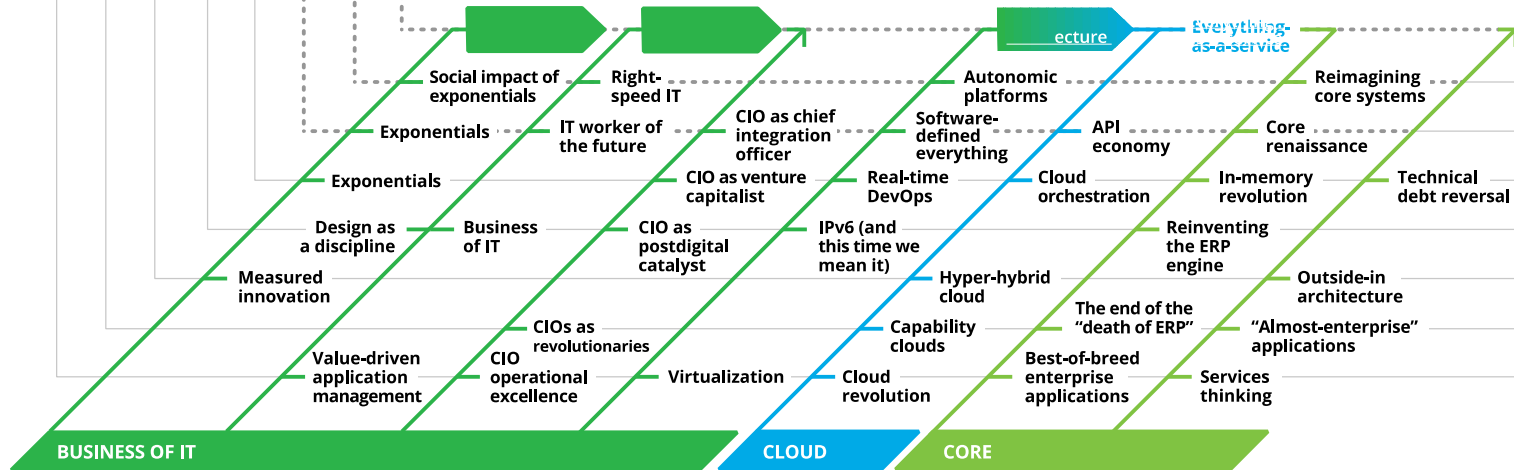 ecture
Everything-
as-a-service
Social impact of
exponentials
Right-
speed IT
Autonomic
platforms
Reimagining
core systems
Exponentials
IT worker of
the future
CIO as chief
integration
officer
Software-
defined
everything
API
economy
Core
renaissance
Exponentials
CIO as venture
capitalist
Real-time
DevOps
Cloud
orchestration
In-memory
revolution
Technical
debt reversal
Design as
a discipline
Business
of IT
CIO as
postdigital
catalyst
IPv6 (and
this time we
mean it)
Reinventing
the ERP
engine
Measured
innovation
Hyper-hybrid
cloud
Outside-in
architecture
CIOs as
revolutionaries
Capability
clouds
The end of the
“death of ERP”
“Almost-enterprise”
applications
Value-driven
application
management
CIO
operational
excellence
Virtualization
Cloud
revolution
Best-of-breed
enterprise
applications
Services
thinking
BUSINESS OF IT
CLOUD
CORE